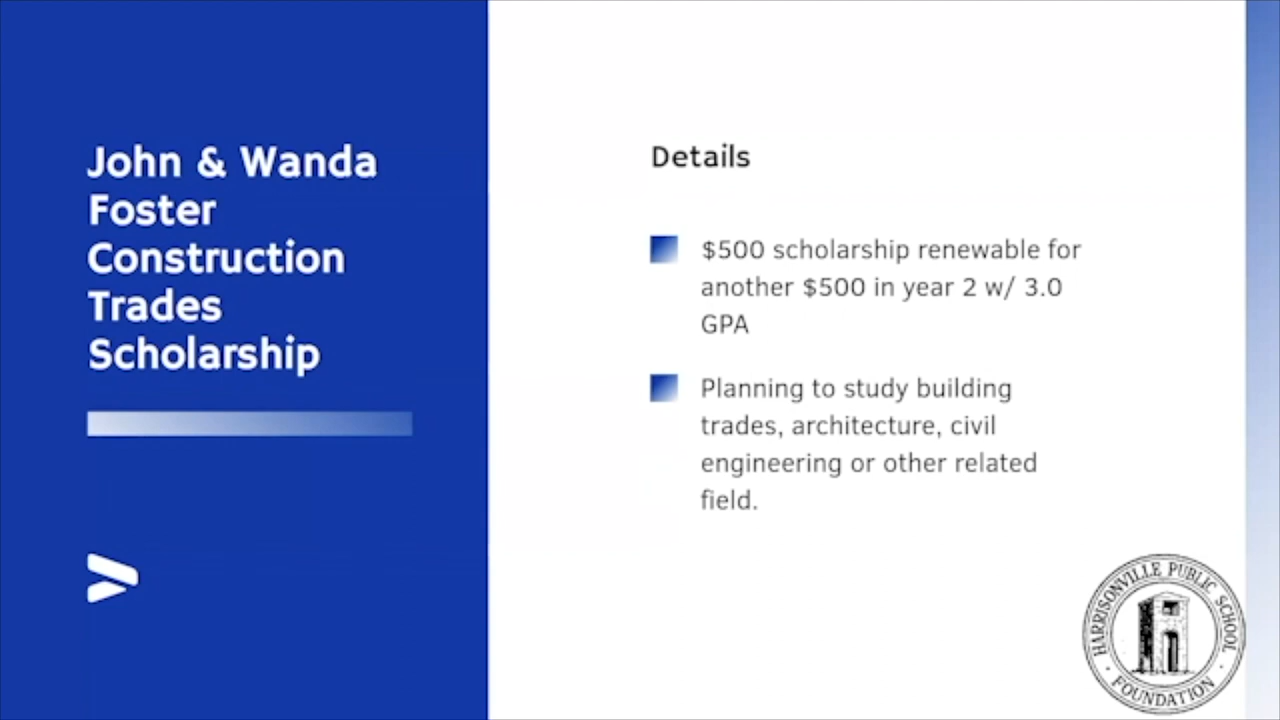 John & Wanda
Foster
Construction
Trades
Scholarship
Details
$500 scholarship renewable for
another $500 in year 2 w/ 3.0
GPA
Planning to study building
trades, architecture, civil
engineering or other related
field.
HARRISONVILLE PUBLIC SCHOOL
FOUNDATION